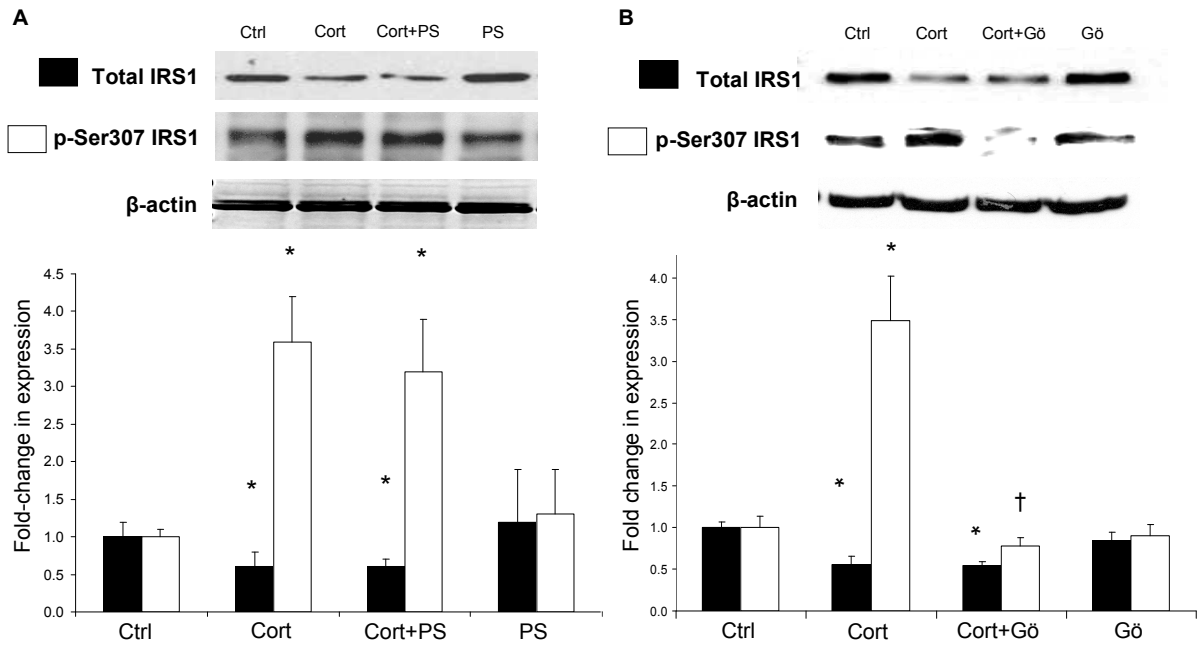 A
Ctrl Cort Cort+PS PS
Total IRS1
p-Ser307 IRS1
β-actin
* *
4.5
4.0
3.5
3.0
2.5
2.0
1.5
1.0
0.5
0.0
Fold-change in expression
* *
Ctrl Cort Cort+PS PS
B
Ctrl Cort Cort+Gö Gö
Total IRS1
p-Ser307 IRS1
β-actin
*
4.0
3.5
3.0
2.5
2.0
1.5
1.0
0.5
0.0
Fold change in expression
* * †
Ctrl Cort Cort+Gö Gö